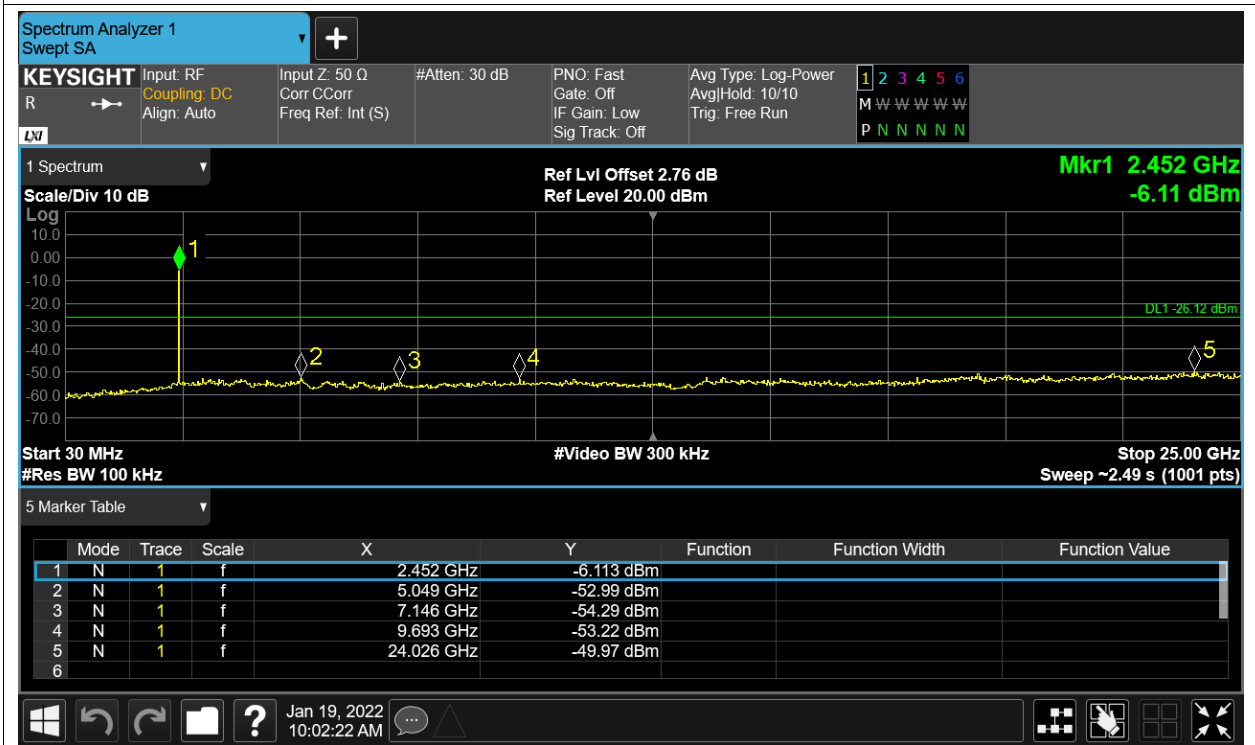 Spectrum Analyzer 1
Swept SA
KEYSIGHT Input: RF Input Z: 50 Ω #Atten: 30 dB PNO: Fast Avg Type: Log-Power 1 2 3 4 5 6
R Coupling: DC Corr CCorr Gate: Off Avg|Hold: 10/10 M W W W W W W
Align: Auto Freq Ref: Int (S) IF Gain: Low Trig: Free Run
LXI Sig Track: Off P N N N N N N
1 Spectrum Ref Lvl Offset 2.76 dB Mkr1 2.452 GHz
Scale/Div 10 dB Ref Level 20.00 dBm -6.11 dBm
Log
10.0
1
0.00
-10.0
-20.0
DL1 -26.12 dBm
-30.0
-40.0
2 3 4 5
-50.0
-60.0
-70.0
Start 30 MHz #Video BW 300 kHz Stop 25.00 GHz
#Res BW 100 kHz Sweep ~2.49 s (1001 pts)
5 Marker Table
Mode Trace Scale X Y Function Function Width Function Value
1 N 1 f 2.452 GHz -6.113 dBm
2 N 1 f 5.049 GHz -52.99 dBm
3 N 1 f 7.146 GHz -54.29 dBm
4 N 1 f 9.693 GHz -53.22 dBm
5 N 1 f 24.026 GHz -49.97 dBm
6
? Jan 19, 2022
10:02:22 AM